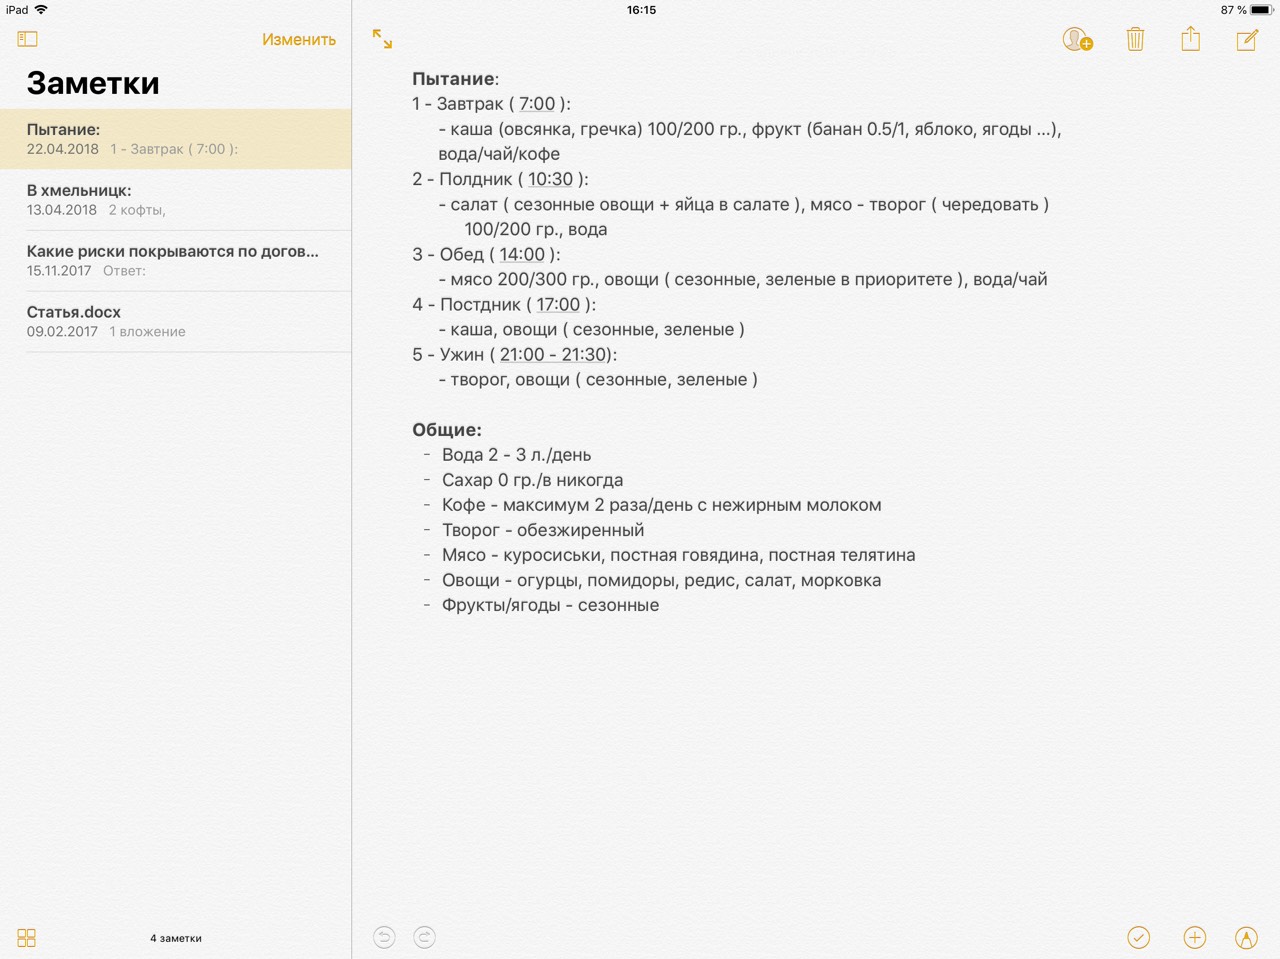 iPad
16:15
87 %
Изменить
Заметки
Пытание:
22.04.2018 1 - Завтрак ( 7:00 ):
В хмельницк:
13.04.2018 2 кофты,
Какие риски покрываются по догов...
15.11.2017 Ответ:
Статья.docx
09.02.2017 1 вложение
4 заметки
Пытание:
1 - Завтрак ( 7:00 ):
- каша (овсянка, гречка) 100/200 гр., фрукт (банан 0.5/1, яблоко, ягоды ...),
вода/чай/кофе
2 - Полдник ( 10:30 ):
- салат ( сезонные овощи + яйца в салате ), мясо - творог ( чередовать )
100/200 гр., вода
3 - Обед ( 14:00 ):
- мясо 200/300 гр., овощи ( сезонные, зеленые в приоритете ), вода/чай
4 - Постдник ( 17:00 ):
- каша, овощи ( сезонные, зеленые )
5 - Ужин ( 21:00 - 21:30):
- творог, овощи ( сезонные, зеленые )
Общие:
- Вода 2 - 3 л./день
- Сахар 0 гр./в никогда
- Кофе - максимум 2 раза/день с нежирным молоком
- Творог - обезжиренный
- Мясо - куросиськи, постная говядина, постная телятина
- Овощи - огурцы, помидоры, редис, салат, морковка
- Фрукты/ягоды - сезонные